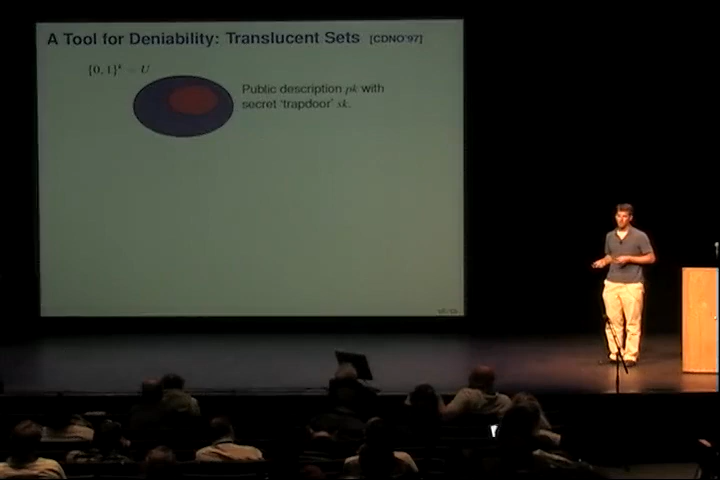 A Tool for Deniability: Translucent Sets [CDNO'97]
{0, 1}^k = U
Public description pk with
secret 'trapdoor' sk.